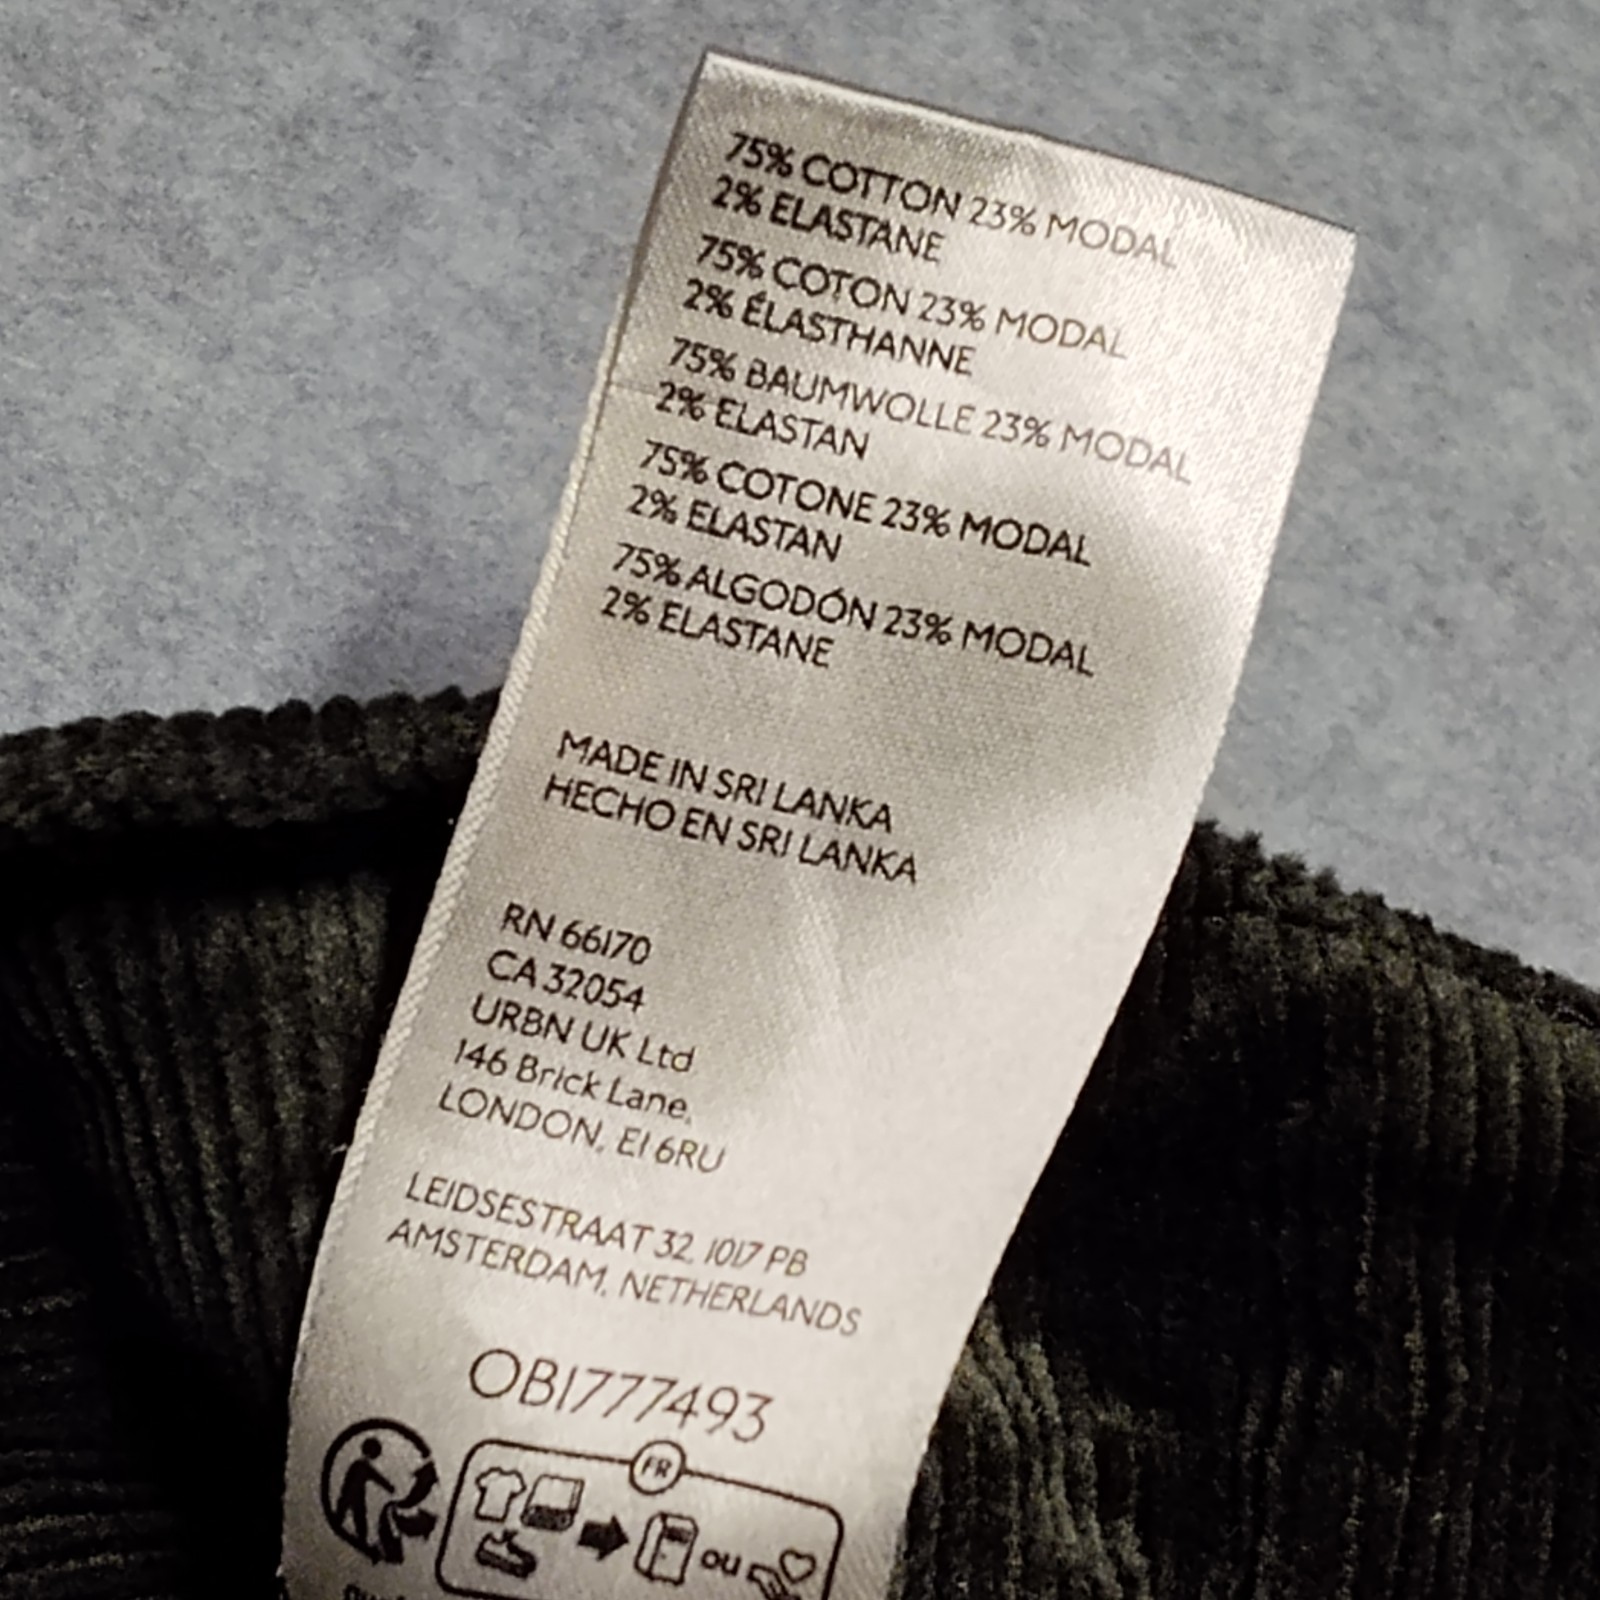 75% COTTON 23% MODAL
2% ELASTANE
75% COTON 23% MODAL
2% ÉLASTHANNE
75% BAUMWOLLE 23% MODAL
2% ELASTAN
75% COTONE 23% MODAL
2% ELASTAN
75% ALGODÓN 23% MODAL
2% ELASTANE
MADE IN SRI LANKA
HECHO EN SRI LANKA
RN 66170
CA 32054
URBN UK Ltd
146 Brick Lane,
LONDON, E1 6RU
LEIDSESTRAAT 32, 1017 PB
AMSTERDAM, NETHERLANDS
OB1777493
FR
ou